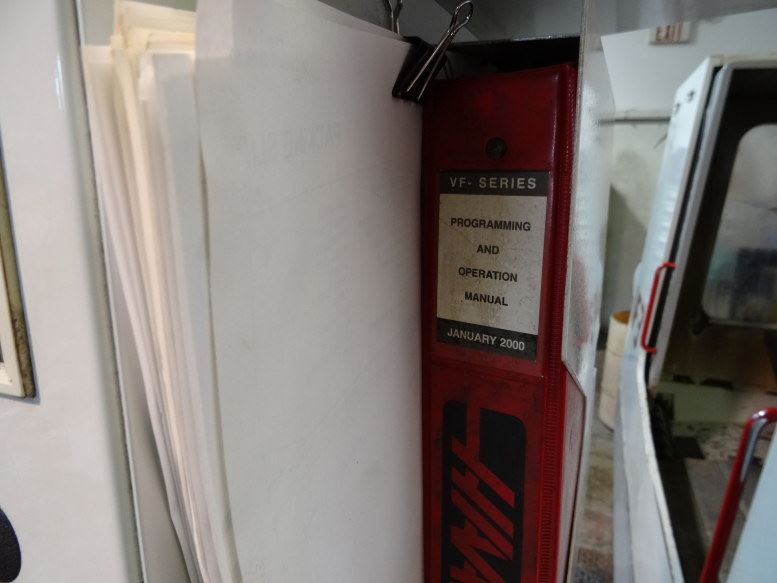 VF- SERIES
PROGRAMMING
AND
OPERATION
MANUAL
JANUARY 2000